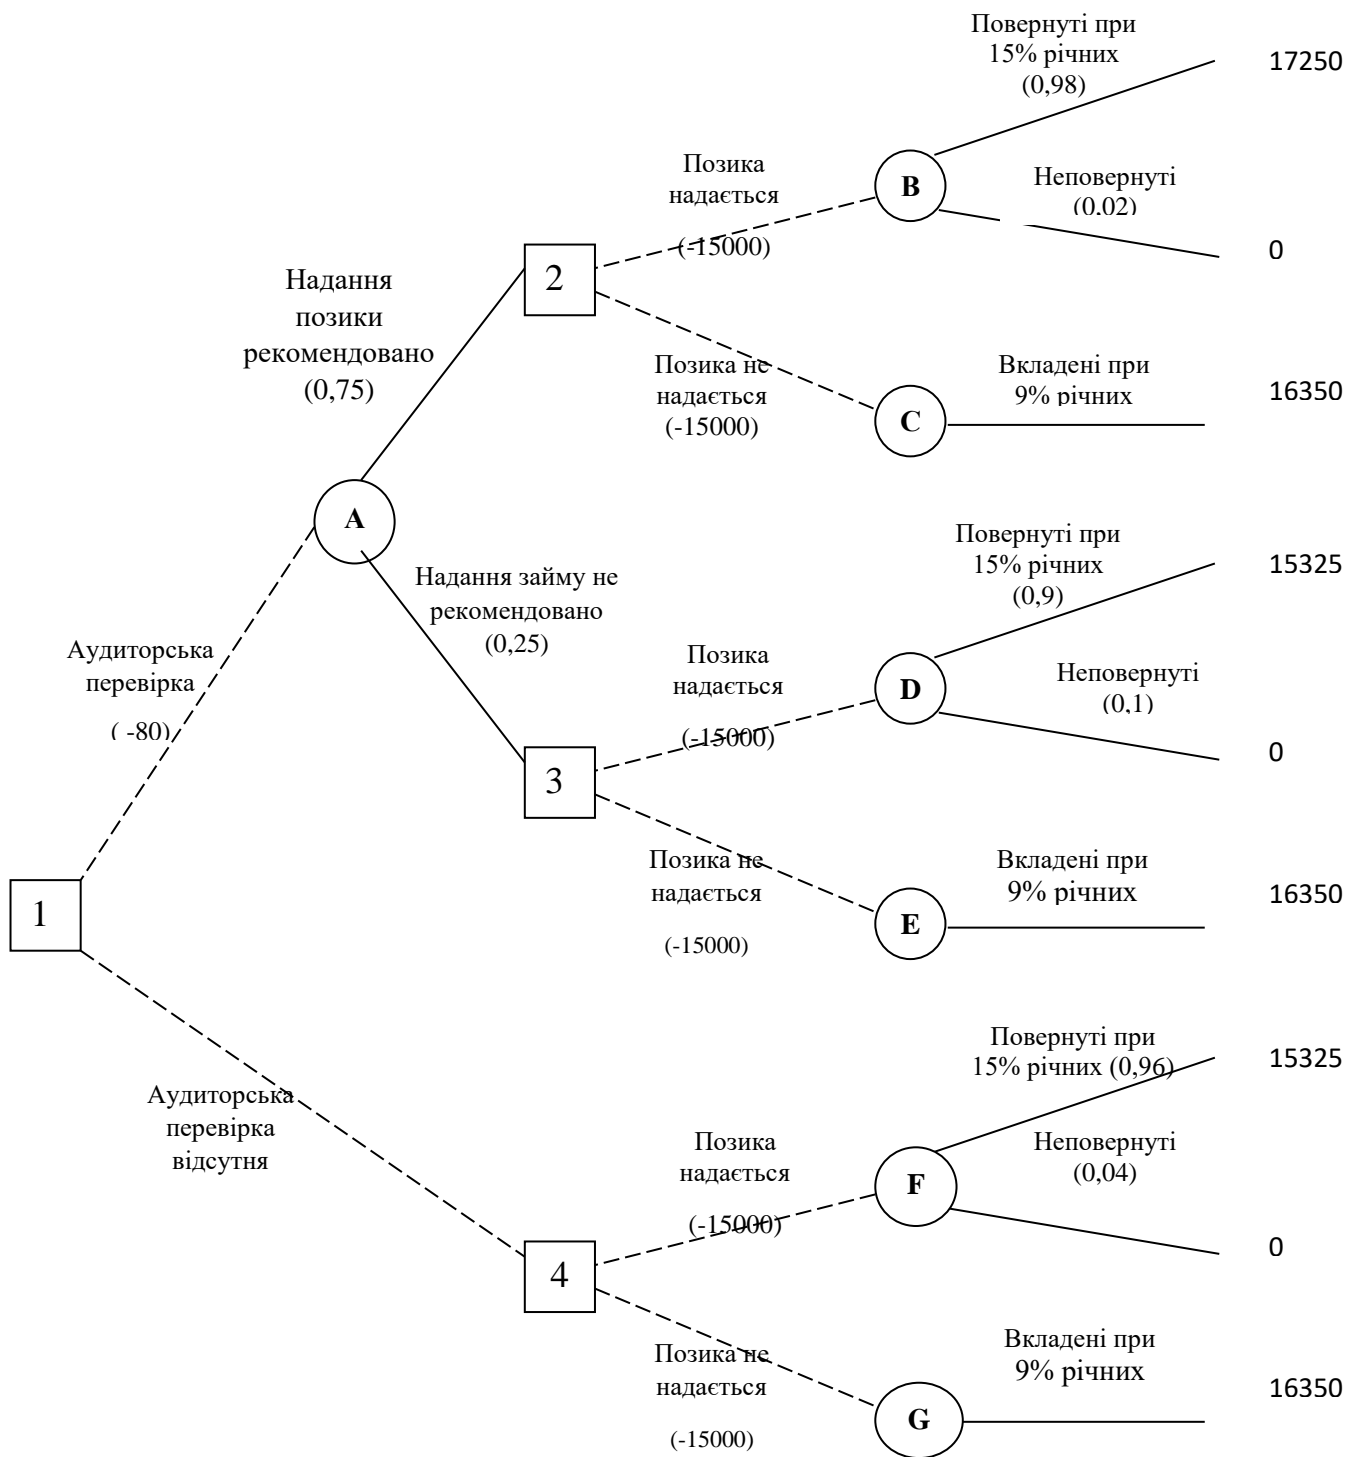 Повернуті при
15% річних
(0,98)
17250
Позика
надається
(-15000)
B
Неповернуті
(0,02)
0
2
Надання
позики
рекомендовано
(0,75)
Позика не
надається
(-15000)
C
Вкладені при
9% річних
16350
A
Надання займу не
рекомендовано
(0,25)
Повернуті при
15% річних
(0,9)
15325
Аудиторська
перевірка
( -80)
Позика
надається
(-15000)
D
Неповернуті
(0,1)
0
3
Позика не
надається
(-15000)
E
Вкладені при
9% річних
16350
1
Повернуті при
15% річних (0,96)
15325
Аудиторська
перевірка
відсутня
Позика
надається
(-15000)
F
Неповернуті
(0,04)
0
4
Позика не
надається
(-15000)
G
Вкладені при
9% річних
16350